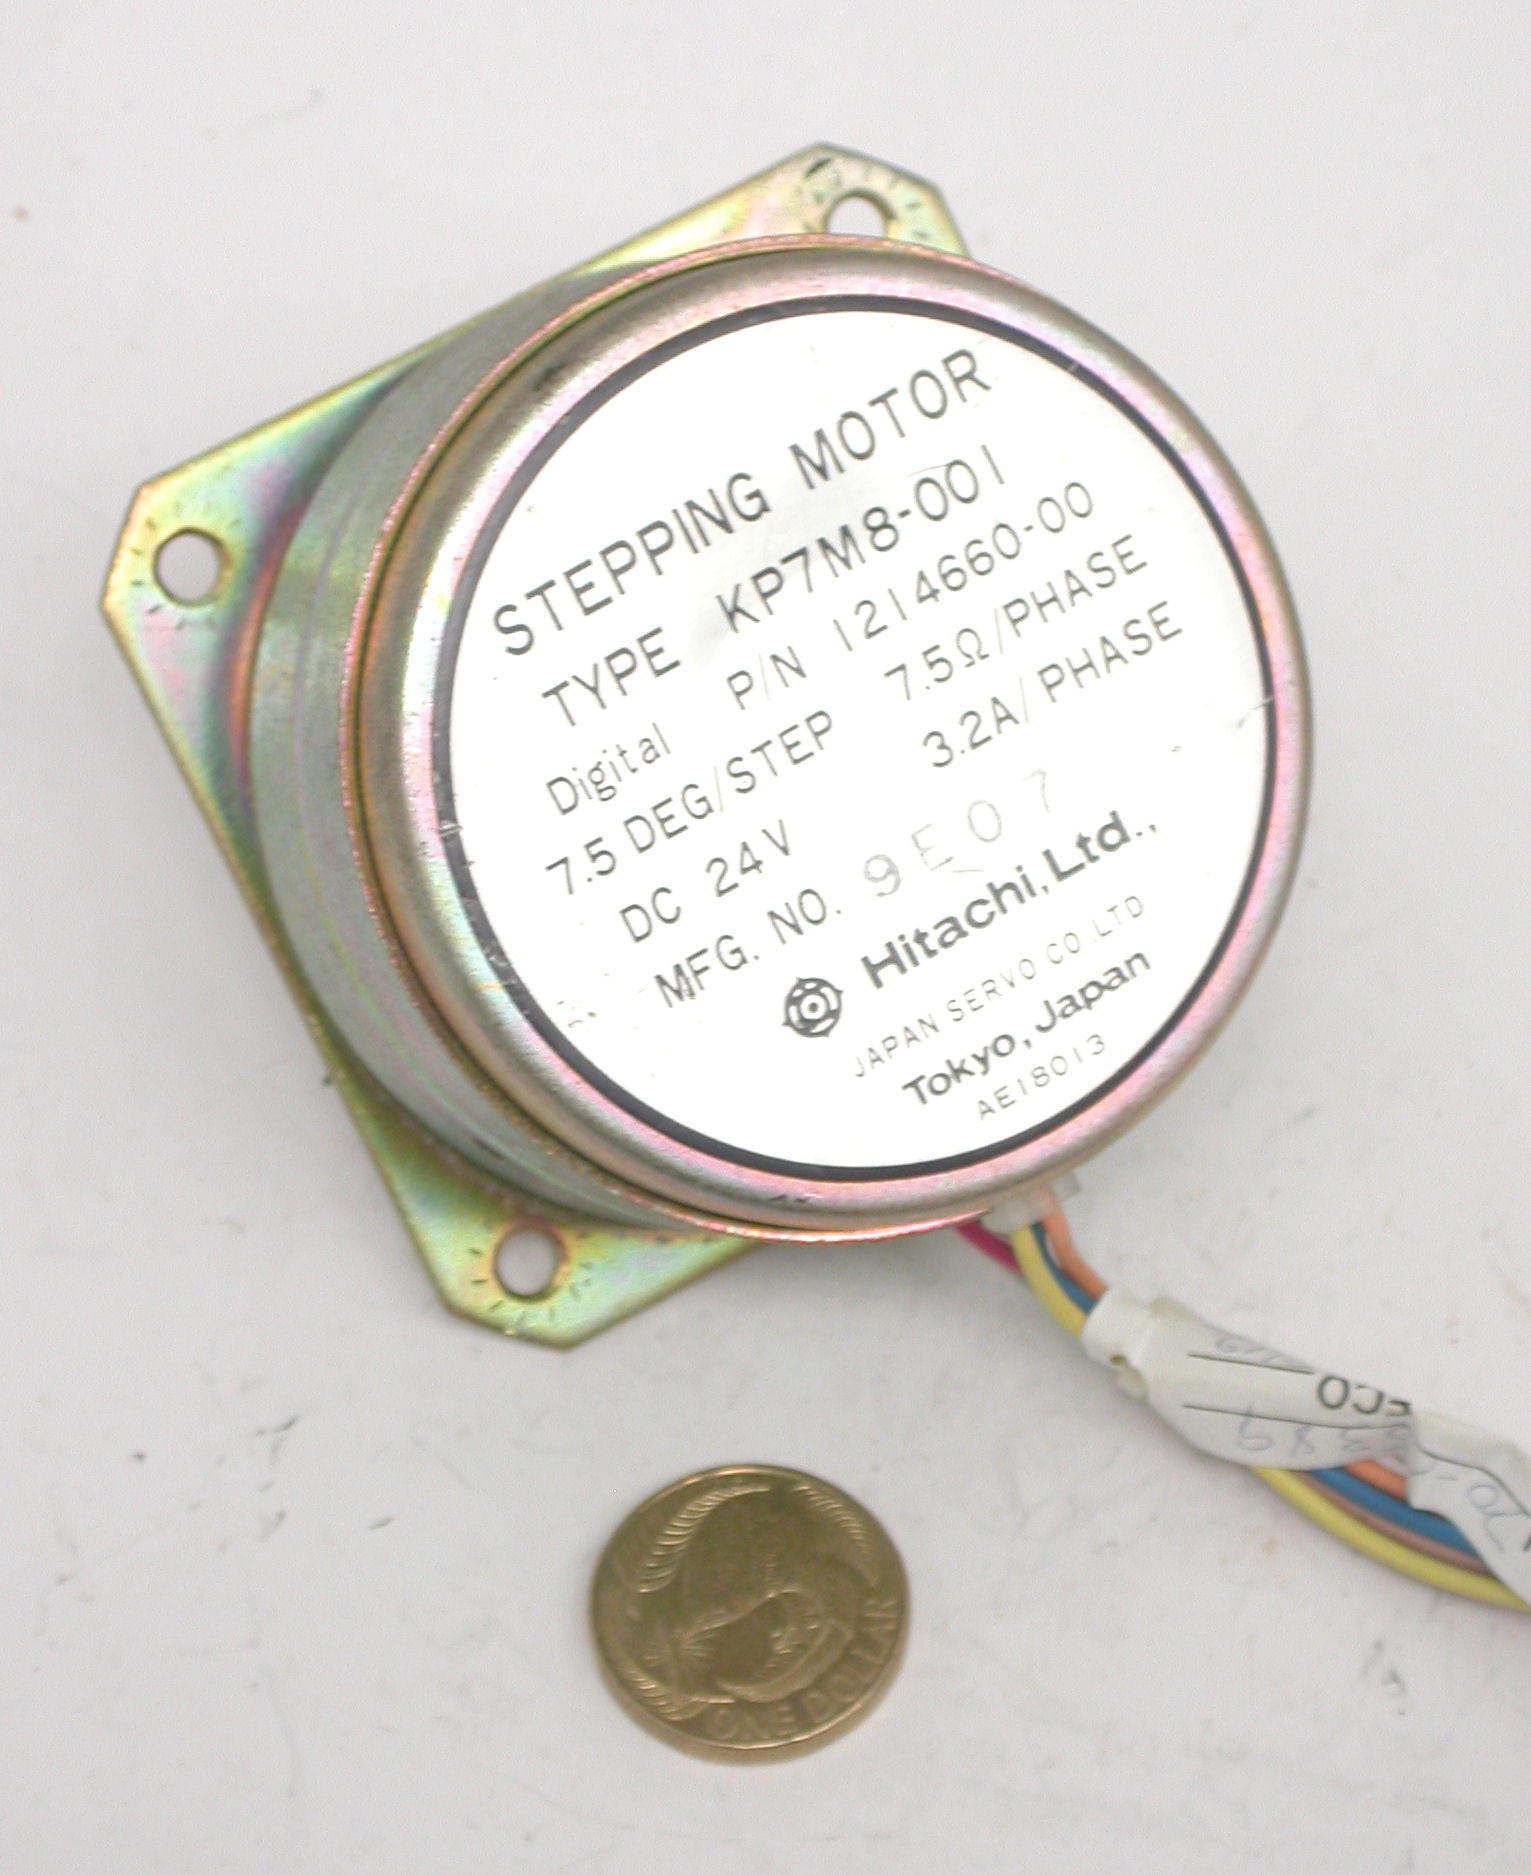 STEPPING MOTOR
TYPE KP7M8-001
Digital P/N 1214660-00
7.5 DEG/STEP 7.5Ω/PHASE
DC 24V 3.2A/PHASE
MFG. NO. 9E07
Hitachi, Ltd.,
JAPAN SERVO CO LTD
Tokyo, Japan
AE18013
ONE DOLLAR